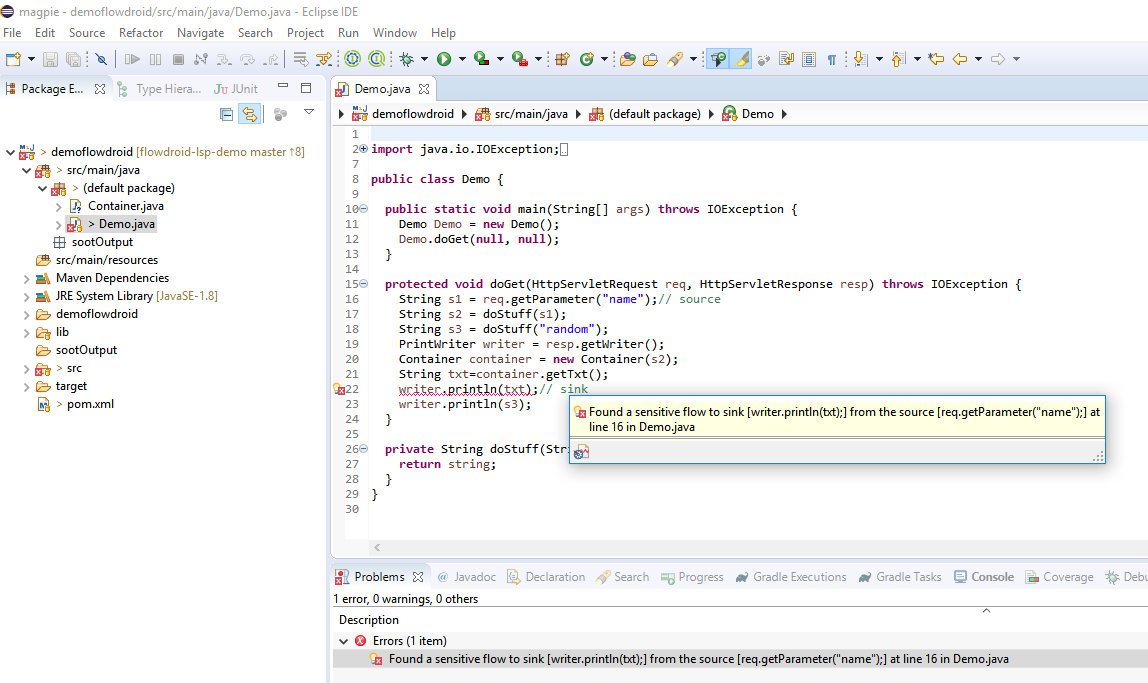 magpie - demoflowdroid/src/main/java/Demo.java - Eclipse IDE
File Edit Source Refactor Navigate Search Project Run Window Help
Package E... Type Hiera... JUnit
> demoflowdroid [flowdroid-lsp-demo master ↑8]
> src/main/java
> (default package)
Container.java
> Demo.java
sootOutput
src/main/resources
Maven Dependencies
JRE System Library [JavaSE-1.8]
demoflowdroid
lib
sootOutput
> src
target
> pom.xml
Demo.java
demoflowdroid src/main/java (default package) Demo
1
2 import java.io.IOException;
7
8 public class Demo {
9
10 public static void main(String[] args) throws IOException {
11 Demo Demo = new Demo();
12 Demo.doGet(null, null);
13 }
14
15 protected void doGet(HttpServletRequest req, HttpServletResponse resp) throws IOException {
16 String s1 = req.getParameter("name");// source
17 String s2 = doStuff(s1);
18 String s3 = doStuff("random");
19 PrintWriter writer = resp.getWriter();
20 Container container = new Container(s2);
21 String txt=container.getTxt();
22 writer.println(txt);// sink
23 writer.println(s3);
24 }
25
26 private String doStuff(Str
27 return string;
28 }
29 }
30
Found a sensitive flow to sink [writer.println(txt);] from the source [req.getParameter("name");] at
line 16 in Demo.java
Problems @ Javadoc Declaration Search Progress Gradle Executions Gradle Tasks Console Coverage Debu
1 error, 0 warnings, 0 others
Description
Errors (1 item)
Found a sensitive flow to sink [writer.println(txt);] from the source [req.getParameter("name");] at line 16 in Demo.java